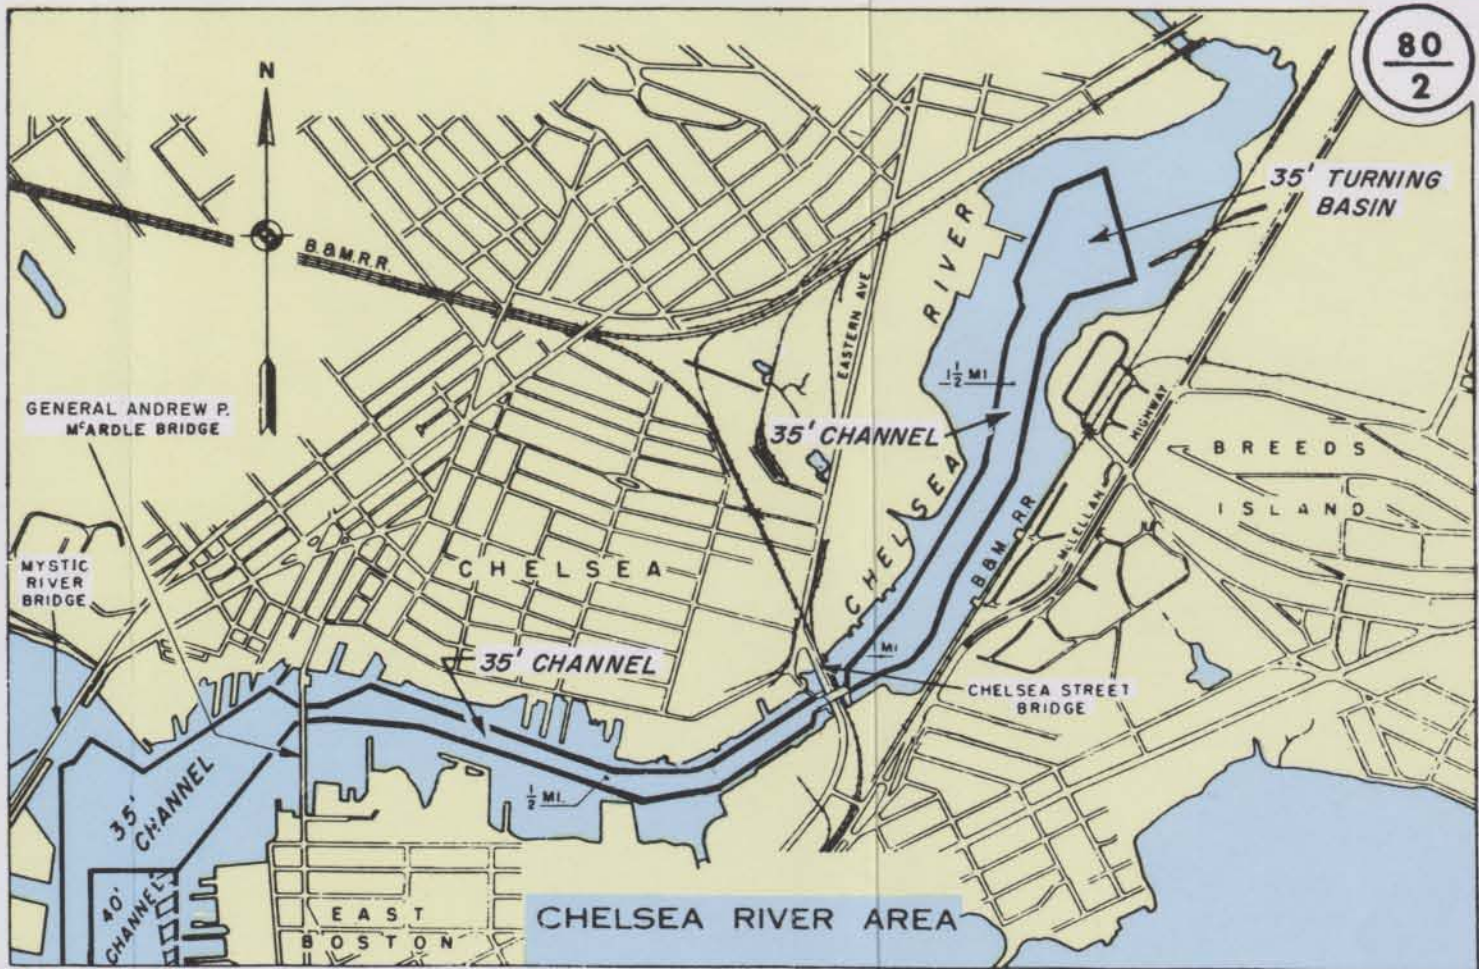 80
2
N
35' TURNING
BASIN
B.&M.R.R.
EASTERN AVE
RIVER
1 1/2 MI
GENERAL ANDREW P.
McARDLE BRIDGE
35' CHANNEL
HIGHWAY
BREEDS
ISLAND
CHELSEA
B.&M.R.R.
McLELLAN
MYSTIC
RIVER
BRIDGE
CHELSEA
35' CHANNEL
1 MI
CHELSEA STREET
BRIDGE
35'
CHANNEL
1/2 MI.
40'
CHANNEL
EAST
BOSTON
CHELSEA RIVER AREA